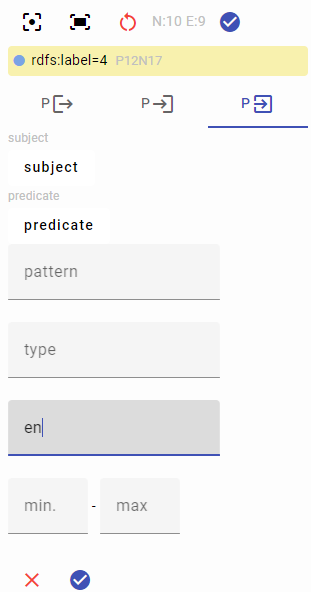 N:10 E:9
rdfs:label=4 P12N17
P P P
subject
subject
predicate
predicate
pattern
type
en
min. - max